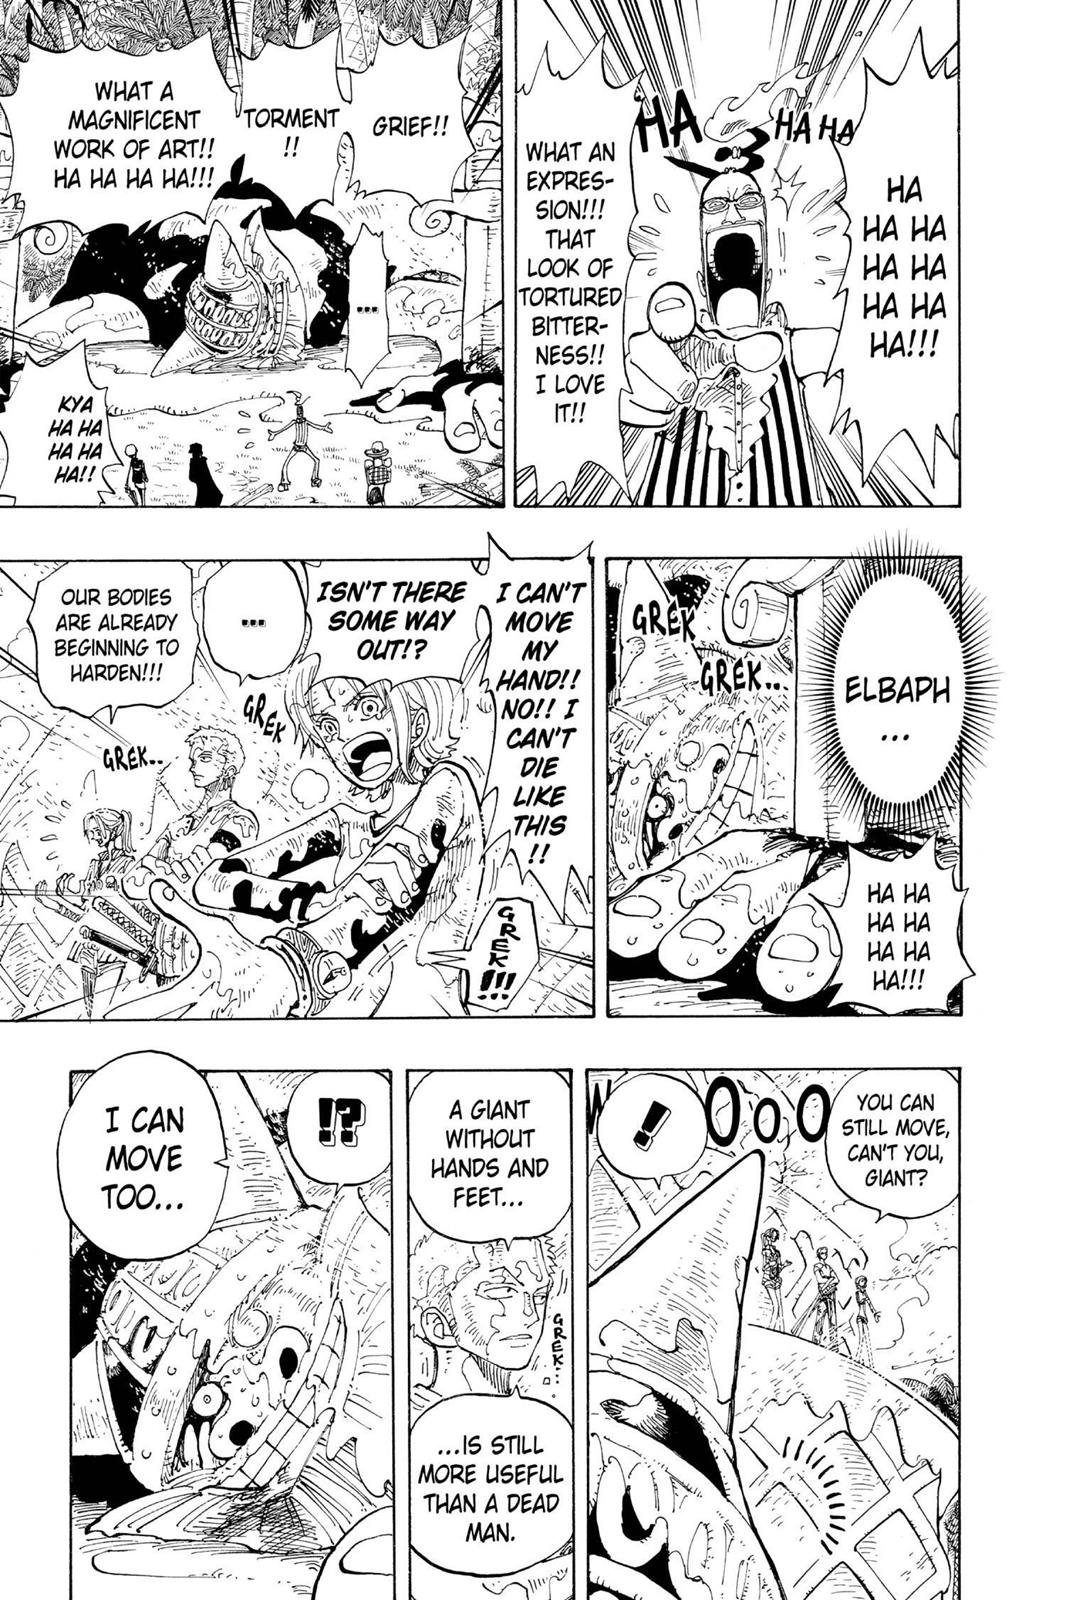 HA
HA HA
HA HA
HA HA
HA!!!
HA HA HA
WHAT AN
EXPRES-
SION!!!
THAT
LOOK OF
TORTURED
BITTER-
NESS!!
I LOVE
IT!!
GRIEF!!
TORMENT
!!
WHAT A
MAGNIFICENT
WORK OF ART!!
HA HA HA HA!!!
...
KYA
HA HA
HA HA
HA!!
ELBAPH
...
GREK
GREK..
HA HA
HA HA
HA HA
HA!!!
I CAN'T
MOVE
MY
HAND!!
NO!! I
CAN'T
DIE
LIKE
THIS
!!
ISN'T THERE
SOME WAY
OUT!?
...
GREK
GREK!!!
OUR BODIES
ARE ALREADY
BEGINNING TO
HARDEN!!!
GREK..
YOU CAN
STILL MOVE,
CAN'T YOU,
GIANT?
WOOO
!
A GIANT
WITHOUT
HANDS AND
FEET...
GREK...
...IS STILL
MORE USEFUL
THAN A DEAD
MAN.
!?
I CAN
MOVE
TOO...